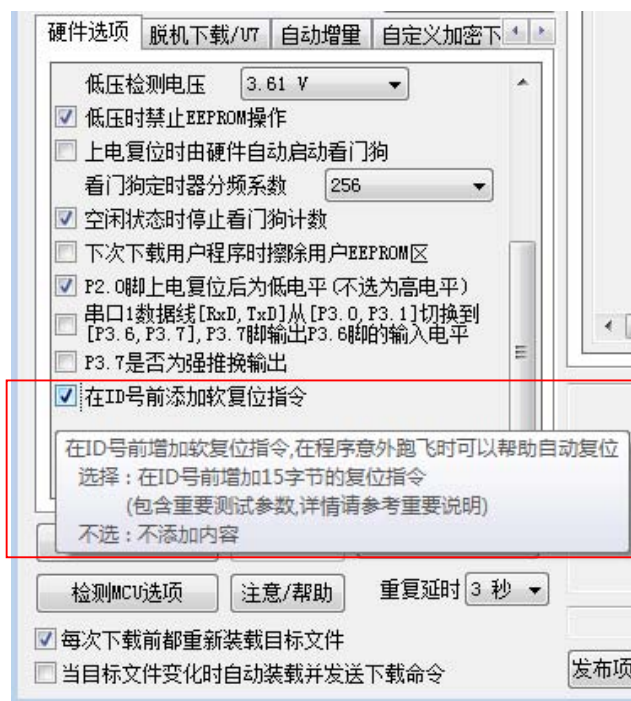 硬件选项 脱机下载/U7 自动增量 自定义加密下
低压检测电压 3.61 V
低压时禁止EEPROM操作
上电复位时由硬件自动启动看门狗
看门狗定时器分频系数 256
空闲状态时停止看门狗计数
下次下载用户程序时擦除用户EEPROM区
P2.0脚上电复位后为低电平(不选为高电平)
串口1数据线[RxD,TxD]从[P3.0,P3.1]切换到
[P3.6,P3.7],P3.7脚输出P3.6脚的输入电平
P3.7是否为强推挽输出
在ID号前添加软复位指令
在ID号前增加软复位指令,在程序意外跑飞时可以帮助自动复位
选择:在ID号前增加15字节的复位指令
(包含重要测试参数,详情请参考重要说明)
不选:不添加内容
检测MCU选项 注意/帮助 重复延时 3 秒
每次下载前都重新装载目标文件
当目标文件变化时自动装载并发送下载命令
发布项